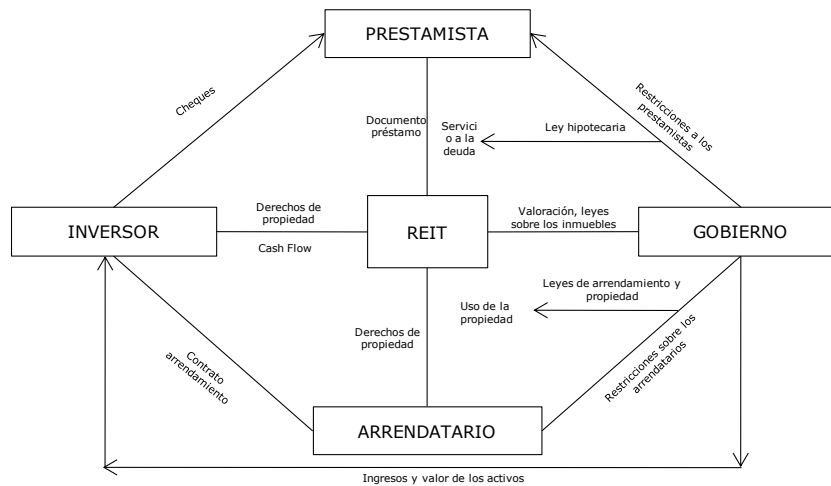 PRESTAMISTA
Cheques
Restricciones a los
prestamistas
Documento
préstamo
Servici
o a la
deuda
Ley hipotecaria
Derechos de
propiedad
Valoración, leyes
sobre los inmuebles
INVERSOR
REIT
GOBIERNO
Cash Flow
Leyes de arrendamiento y
propiedad
Uso de la
propiedad
Derechos de
propiedad
Contrato
arrendamiento
Restricciones sobre los
arrendatarios
ARRENDATARIO
Ingresos y valor de los activos